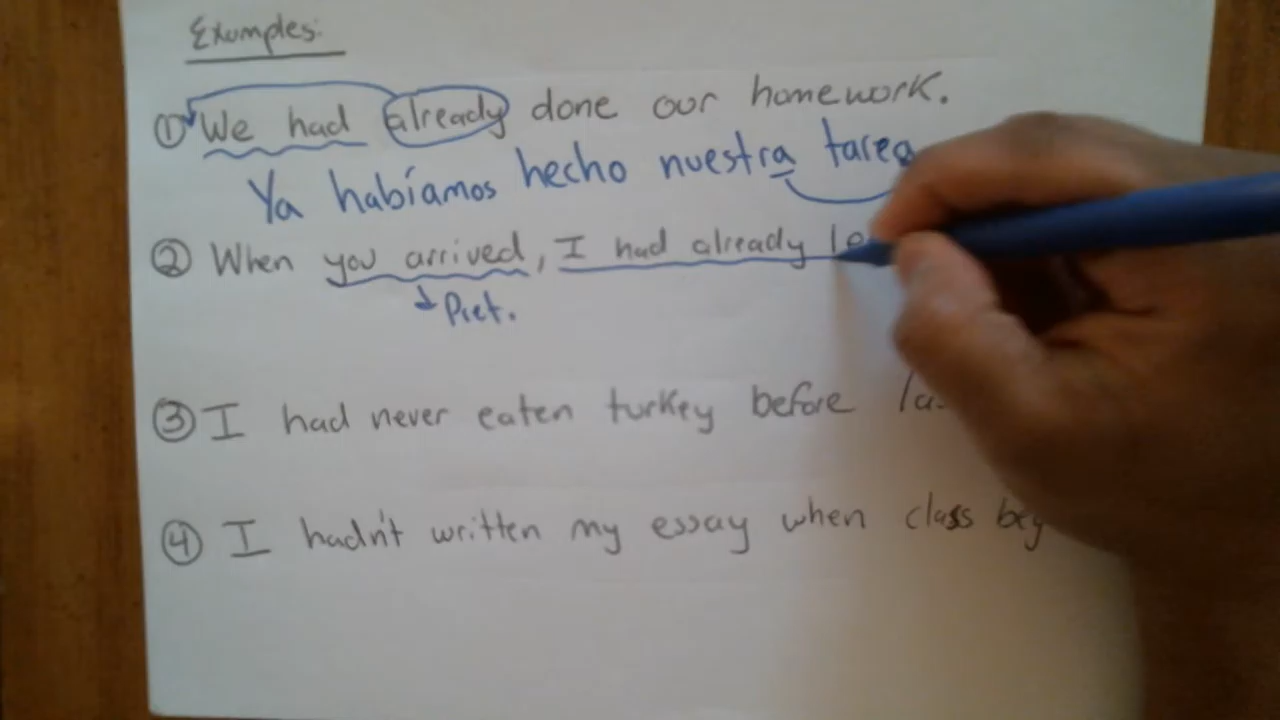 Examples:
① We had already done our homework.
Ya habíamos hecho nuestra tarea
② When you arrived, I had already
Pret.
③ I had never eaten turkey before
④ I hadn't written my essay when class